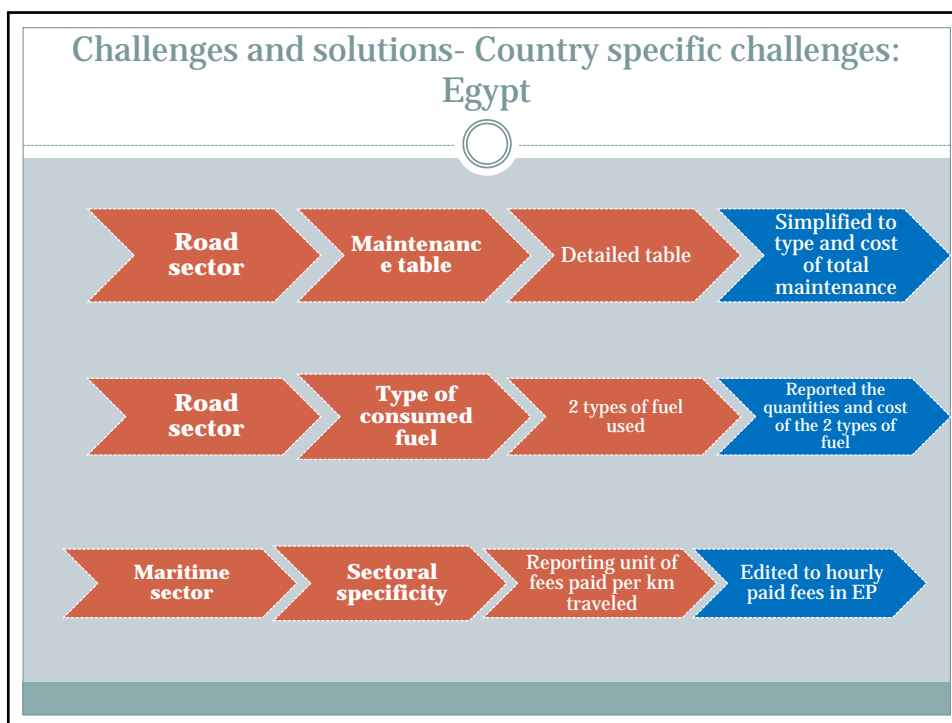 Challenges and solutions- Country specific challenges:
Egypt
Road
sector
Maintenanc
e table
Detailed table
Simplified to
type and cost
of total
maintenance
Road
sector
Type of
consumed
fuel
2 types of fuel
used
Reported the
quantities and cost
of the 2 types of
fuel
Maritime
sector
Sectoral
specificity
Reporting unit of
fees paid per km
traveled
Edited to hourly
paid fees in EP